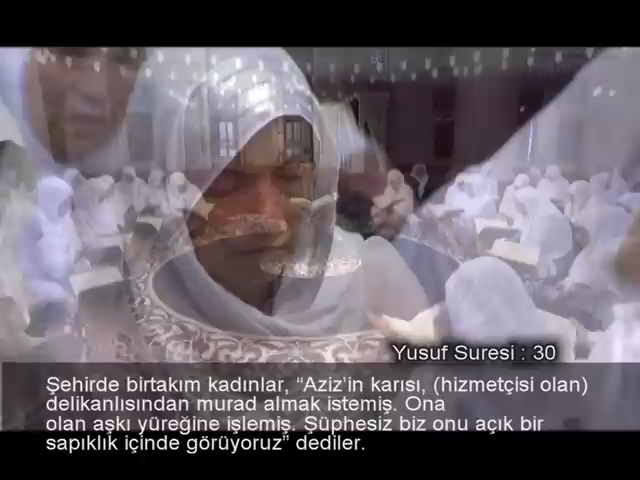 Yusuf Suresi : 30
Şehirde birtakım kadınlar, “Aziz’in karısı, (hizmetçisi olan)
delikanlısından murad almak istemiş. Ona
olan aşkı yüreğine işlemiş. Şüphesiz biz onu açık bir
sapıklık içinde görüyoruz” dediler.